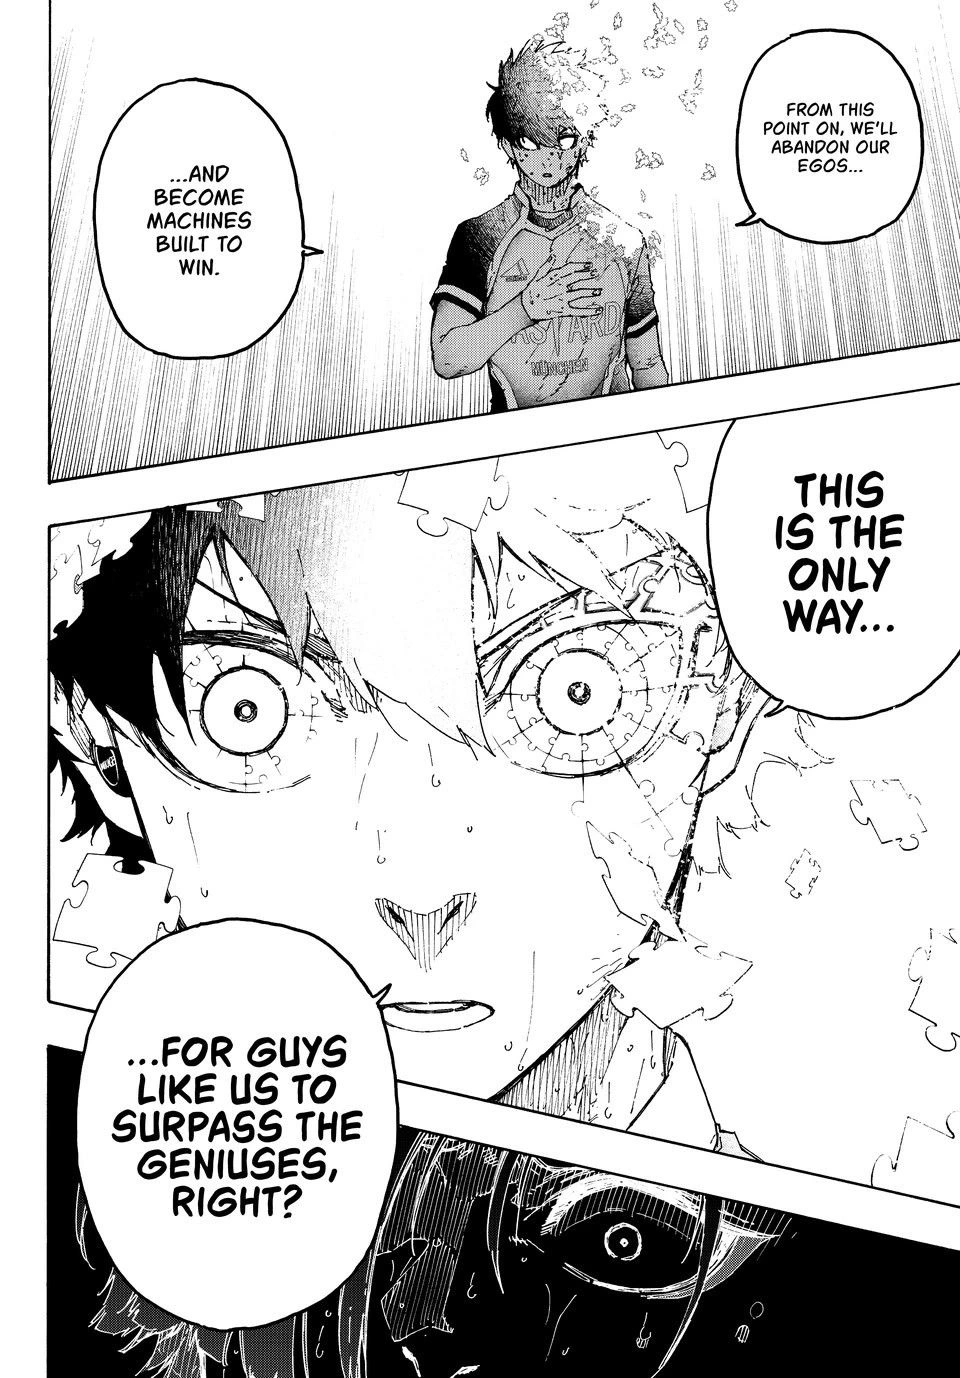 FROM THIS
POINT ON, WE'LL
ABANDON OUR
EGOS...
...AND
BECOME
MACHINES
BUILT TO
WIN.
MÜNCHEN
THIS
IS THE
ONLY
WAY...
...FOR GUYS
LIKE US TO
SURPASS THE
GENIUSES,
RIGHT?